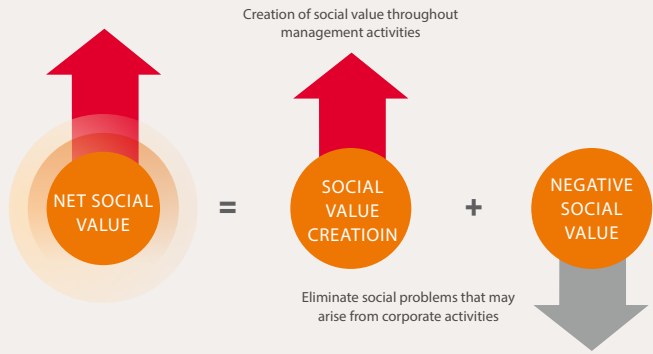 Creation of social value throughout
management activities
NET SOCIAL
VALUE
=
SOCIAL
VALUE
CREATIOIN
+
NEGATIVE
SOCIAL
VALUE
Eliminate social problems that may
arise from corporate activities